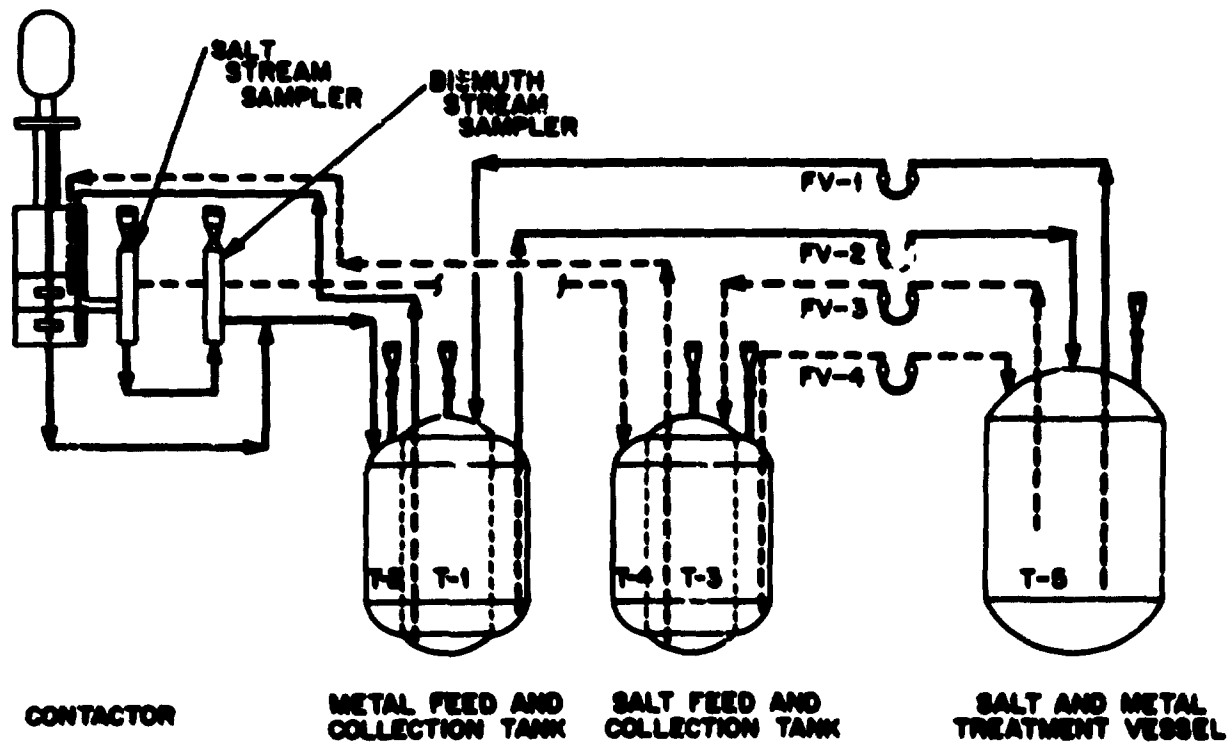 SALT
STREAM
SAMPLER
BISMUTH
STREAM
SAMPLER
FV-1
FV-2
FV-3
FV-4
T-2 T-1
T-4 T-3
T-5
CONTACTOR
METAL FEED AND
COLLECTION TANK
SALT FEED AND
COLLECTION TANK
SALT AND METAL
TREATMENT VESSEL